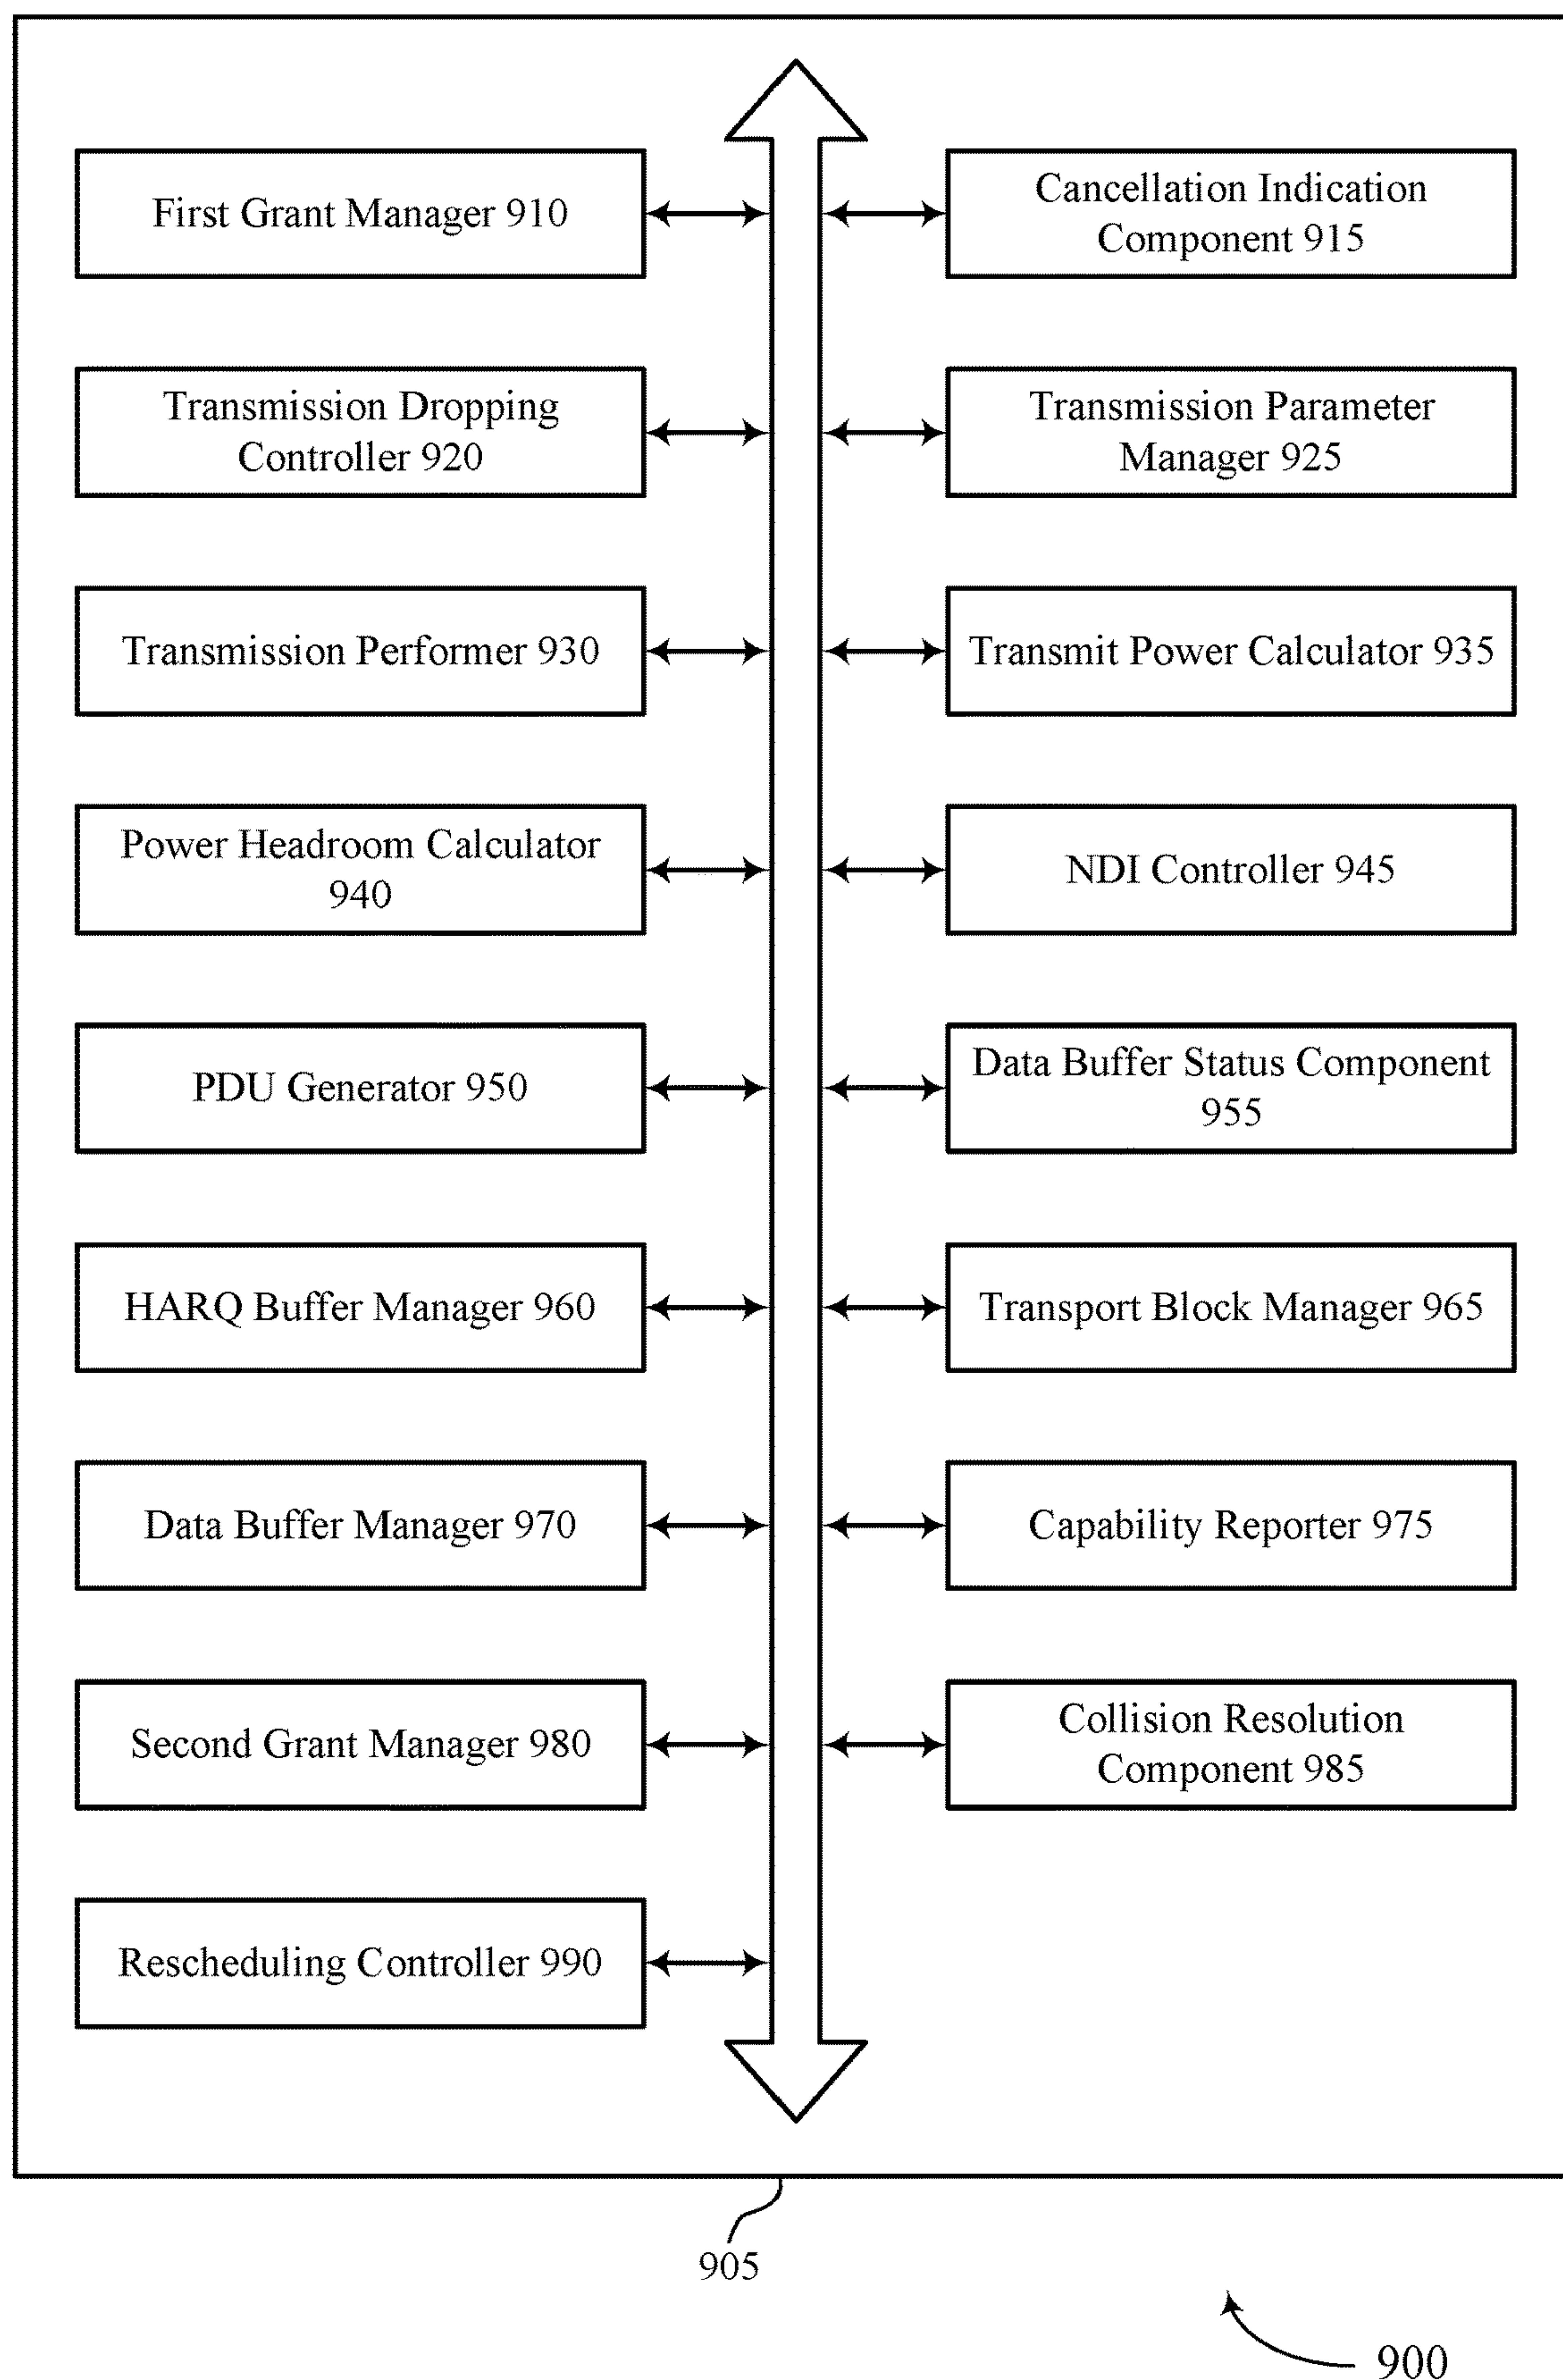 First Grant Manager 910
Cancellation Indication
Component 915
Transmission Dropping
Controller 920
Transmission Parameter
Manager 925
Transmission Performer 930
Transmit Power Calculator 935
Power Headroom Calculator
940
NDI Controller 945
PDU Generator 950
Data Buffer Status Component
955
HARQ Buffer Manager 960
Transport Block Manager 965
Data Buffer Manager 970
Capability Reporter 975
Second Grant Manager 980
Collision Resolution
Component 985
Rescheduling Controller 990
905
900